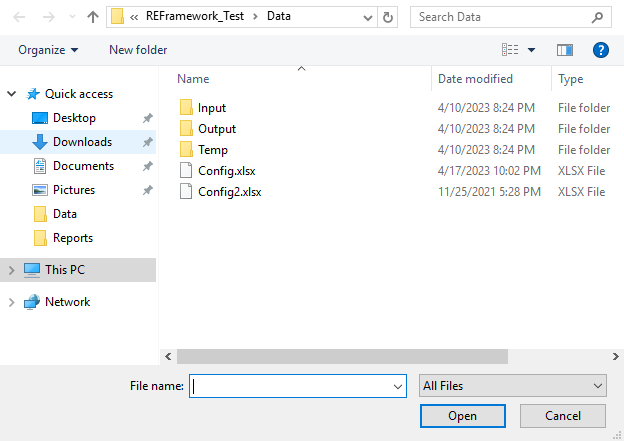 « REFramework_Test › Data
Search Data
Organize
New folder
?
Name
Date modified
Type
Quick access
Desktop
Downloads
Documents
Pictures
Data
Reports
This PC
Network
Input 4/10/2023 8:24 PM File folder
Output 4/10/2023 8:24 PM File folder
Temp 4/10/2023 8:24 PM File folder
Config.xlsx 4/17/2023 10:02 PM XLSX File
Config2.xlsx 11/25/2021 5:28 PM XLSX File
File name:
All Files
Open
Cancel